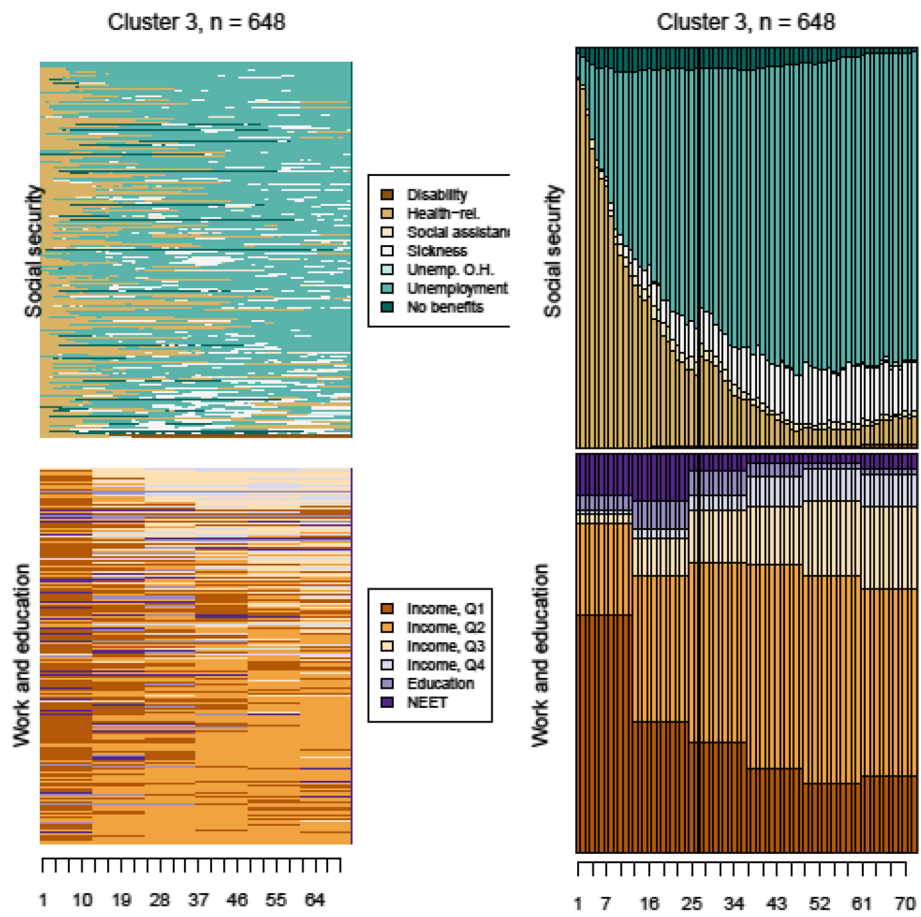 Cluster 3, n = 648
Cluster 3, n = 648
Social security
Disability
Health-rel.
Social assistanc
Sickness
Unemp. O.H.
Unemployment
No benefits
Social security
Work and education
Income, Q1
Income, Q2
Income, Q3
Income, Q4
Education
NEET
Work and education
1 10 19 28 37 46 55 64
1 7 16 25 34 43 52 61 70